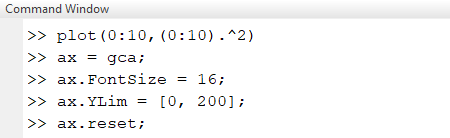 Command Window
>> plot(0:10,(0:10).^2)
>> ax = gca;
>> ax.FontSize = 16;
>> ax.YLim = [0, 200];
>> ax.reset;